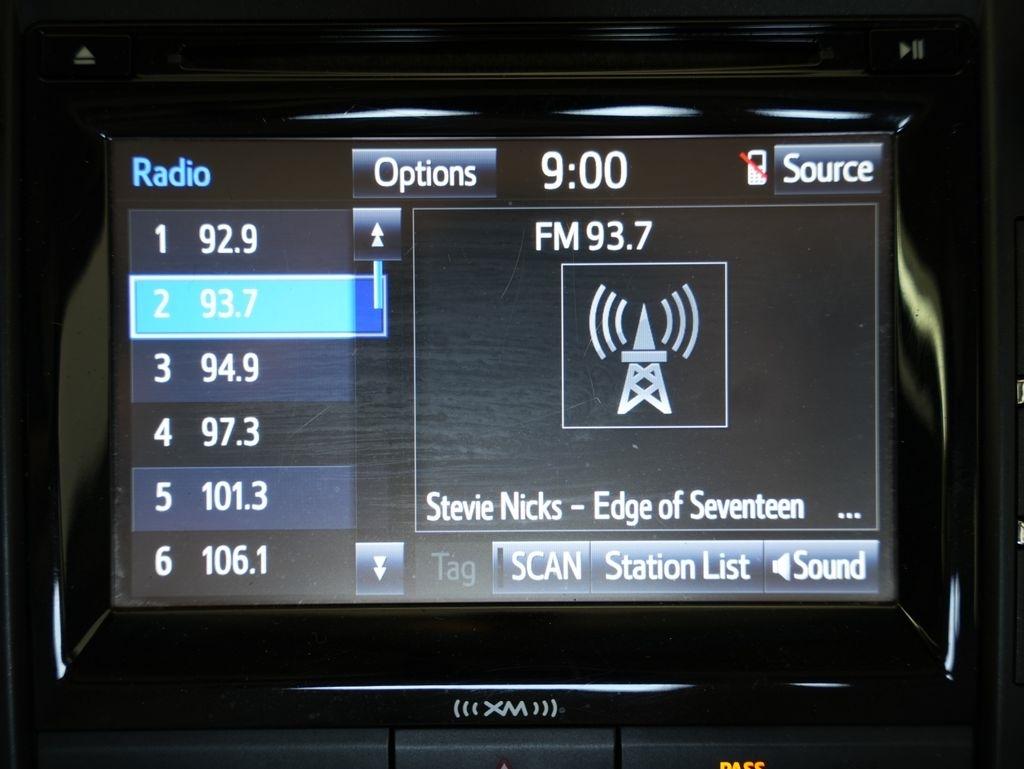 Radio Options 9:00 Source
1 92.9
2 93.7
3 94.9
4 97.3
5 101.3
6 106.1
FM 93.7
Stevie Nicks – Edge of Seventeen ...
Tag SCAN Station List Sound
XM
PASS